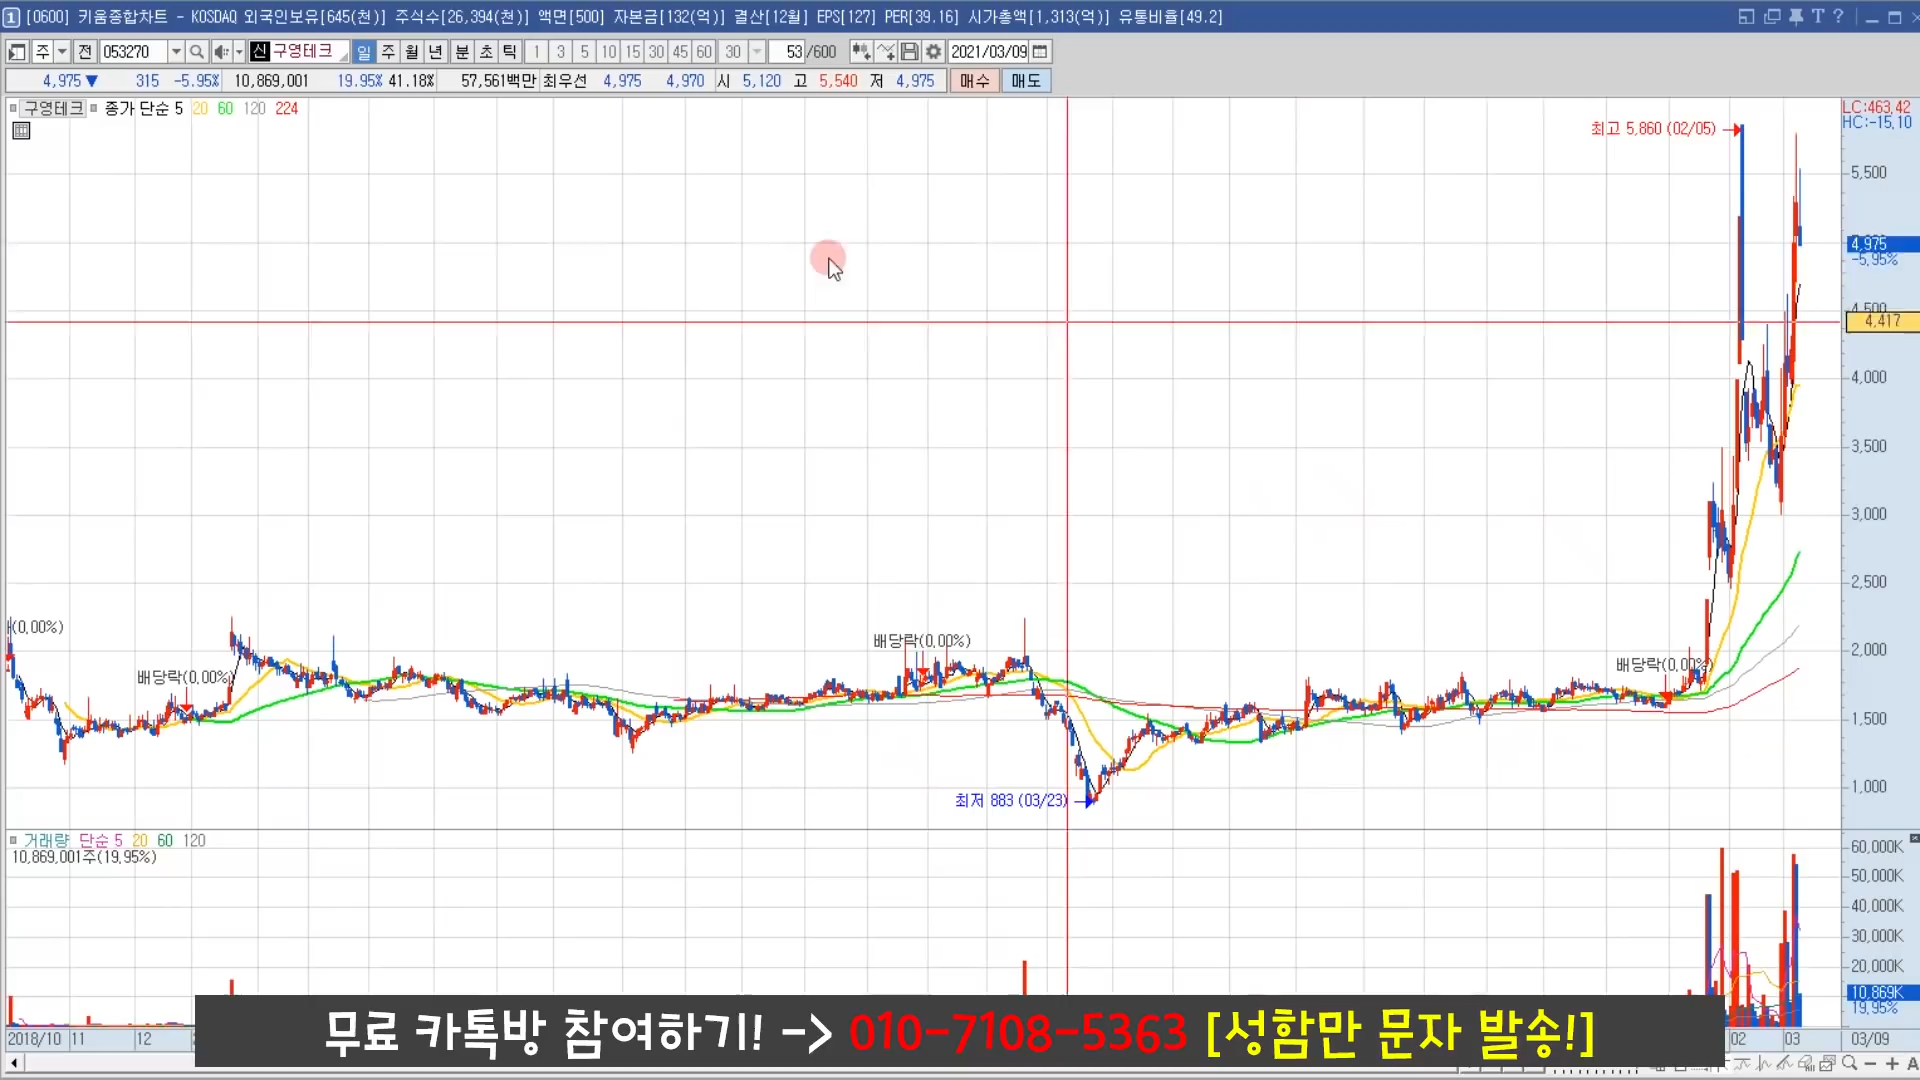 1 [0600] 키움종합차트 - KOSDAQ 외국인보유[645(천)] 주식수[26,394(천)] 액면[500] 자본금[132(억)] 결산[12월] EPS[127] PER[39.16] 시가총액[1,313(억)] 유통비율[49.2]
주 전 053270 신 구영테크 일 주 월 년 분 초 틱 1 3 5 10 15 30 45 60 30 53 /600 2021/03/09
4,975 ▼ 315 -5.95% 10,869,001 19.95% 41.18% 57,561백만 최우선 4,975 4,970 시 5,120 고 5,540 저 4,975 매수 매도
구영테크 종가 단순 5 20 60 120 224
LC:463.42
HC:-15.10
최고 5,860 (02/05)
5,500
4,975
-5.95%
4,500
4,417
4,000
3,500
3,000
2,500
(0.00%)
배당락(0.00%)
배당락(0.00%)
배당락(0.00%)
2,000
1,500
1,000
최저 883 (03/23)
거래량 단순 5 20 60 120
10,869,001주(19.95%)
60,000K
50,000K
40,000K
30,000K
20,000K
10,869K
19.95%
2018/10 11 12 02 03 03/09
무료 카톡방 참여하기! -> 010-7108-5363 [성함만 문자 발송!]